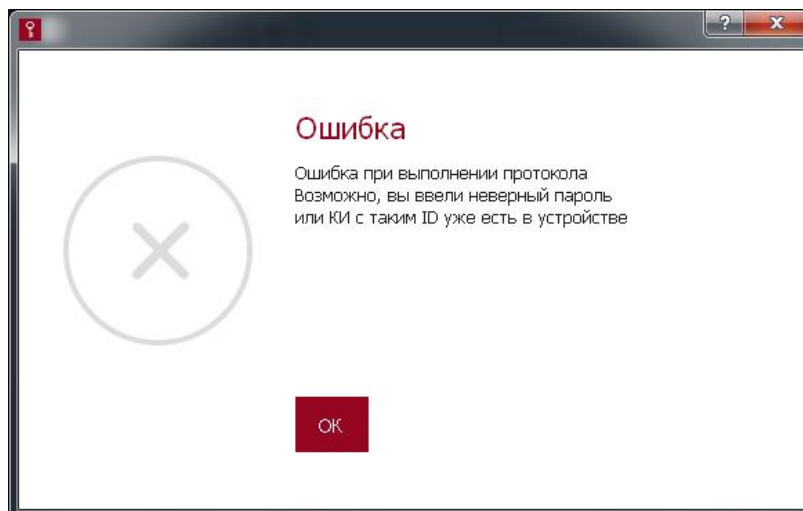 Ошибка
Ошибка при выполнении протокола
Возможно, вы ввели неверный пароль
или КИ с таким ID уже есть в устройстве
ОК